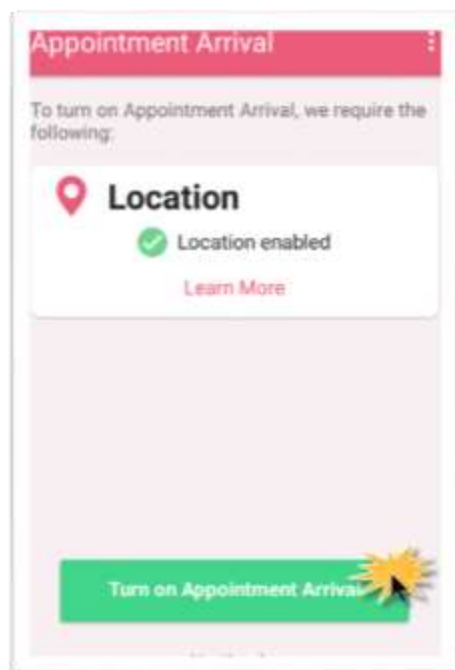 Appointment Arrival
To turn on Appointment Arrival, we require the
following:
Location
Location enabled
Learn More
Turn on Appointment Arrival